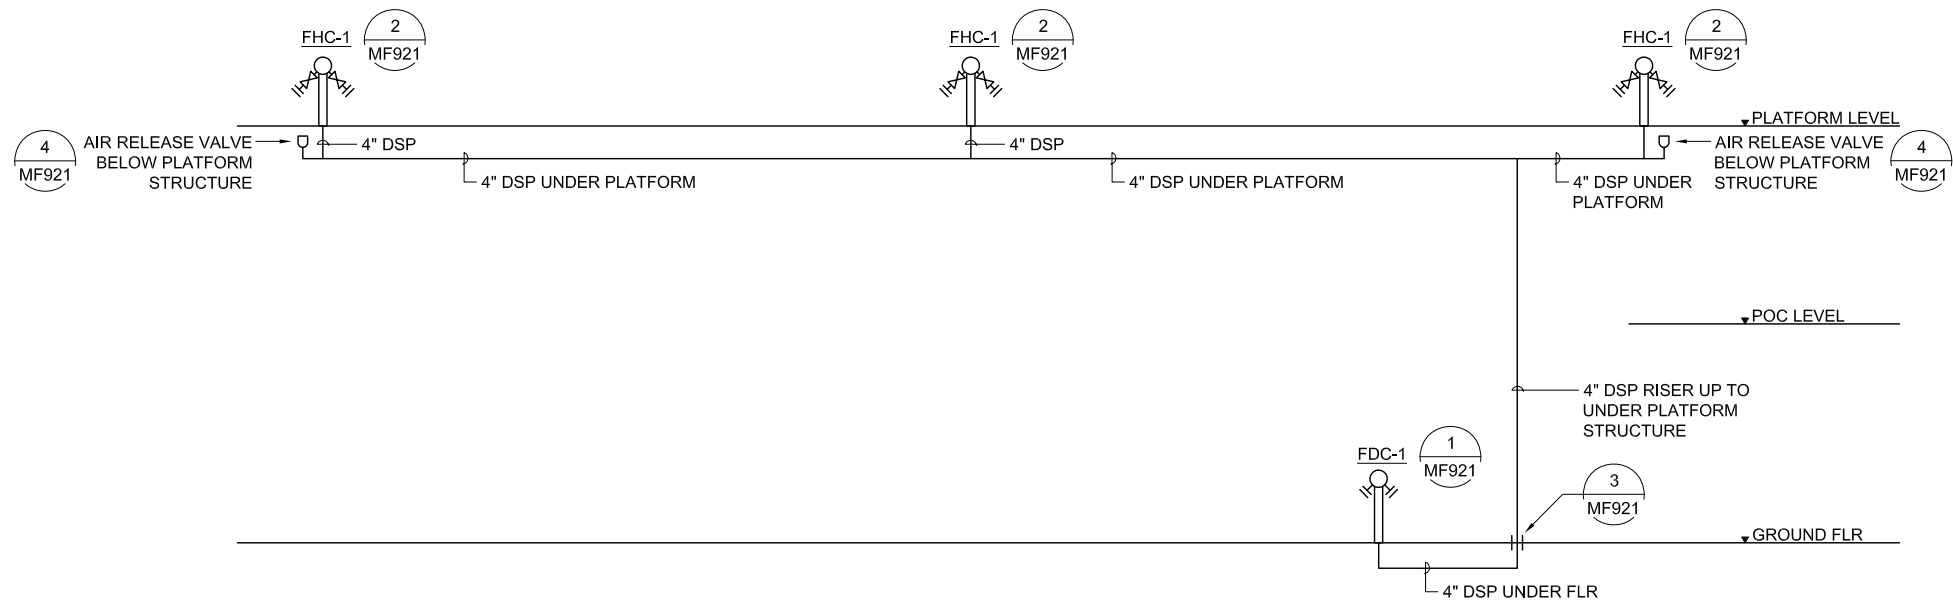 FHC-1
2
MF921
FHC-1
2
MF921
FHC-1
2
MF921
PLATFORM LEVEL
4
MF921
AIR RELEASE VALVE
BELOW PLATFORM
STRUCTURE
4" DSP
4" DSP UNDER PLATFORM
4" DSP
4" DSP UNDER PLATFORM
4" DSP UNDER
PLATFORM
AIR RELEASE VALVE
BELOW PLATFORM
STRUCTURE
4
MF921
POC LEVEL
4" DSP RISER UP TO
UNDER PLATFORM
STRUCTURE
FDC-1
1
MF921
3
MF921
GROUND FLR
4" DSP UNDER FLR